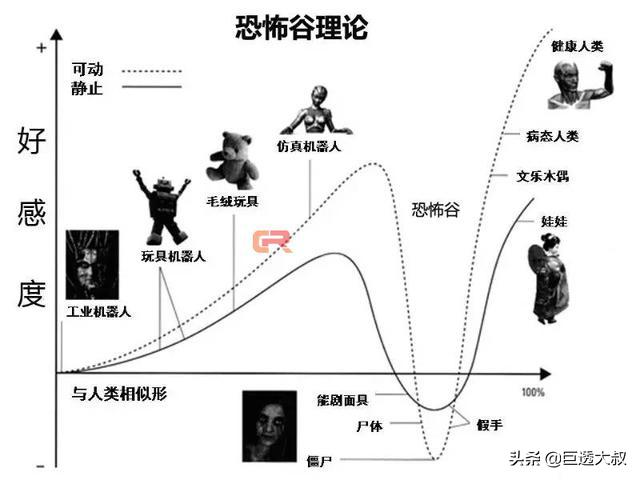 恐怖谷理论
+
可动
静止
健康人类
病态人类
仿真机器人
文乐木偶
毛绒玩具
恐怖谷
娃娃
好感度
GR
玩具机器人
工业机器人
与人类相似形
100%
能剧面具
尸体
假手
僵尸
-
头条 @巨透大叔